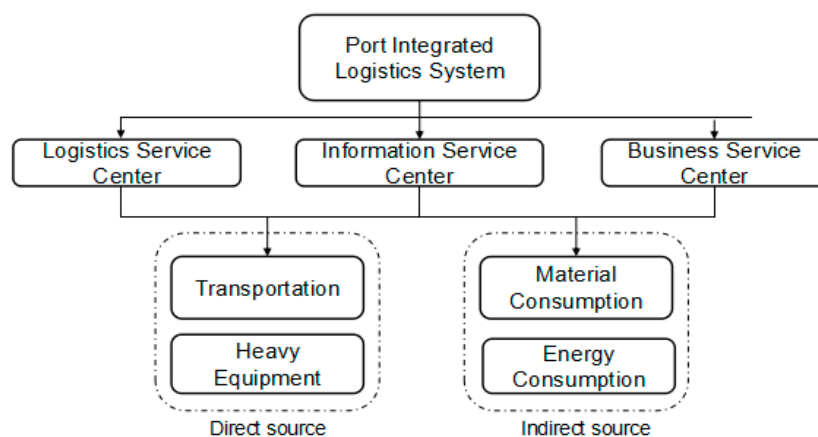 Port Integrated
Logistics System
Logistics Service
Center
Information Service
Center
Business Service
Center
Transportation
Heavy
Equipment
Direct source
Material
Consumption
Energy
Consumption
Indirect source